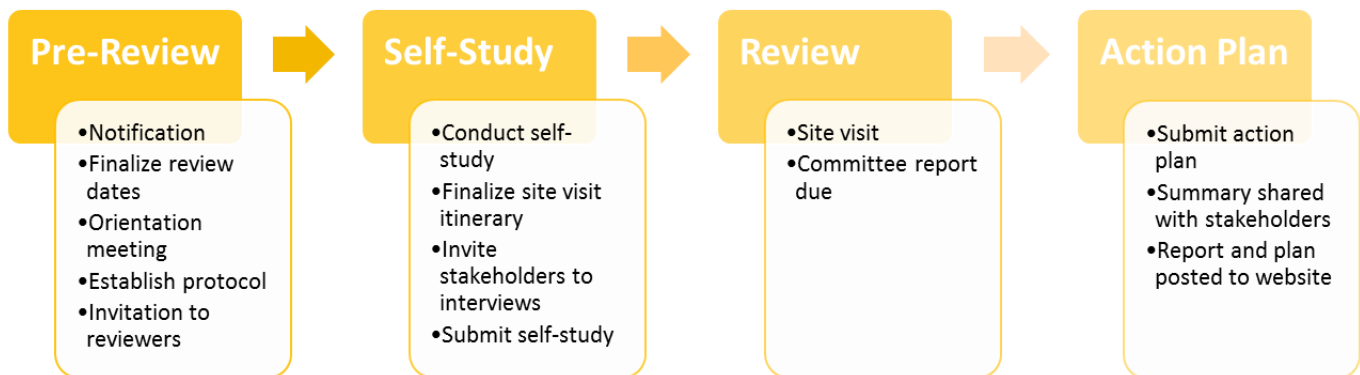 Pre-Review
•Notification
•Finalize review
dates
•Orientation
meeting
•Establish protocol
•Invitation to
reviewers
Self-Study
•Conduct self-
study
•Finalize site visit
itinerary
•Invite
stakeholders to
interviews
•Submit self-study
Review
•Site visit
•Committee report
due
Action Plan
•Submit action
plan
•Summary shared
with stakeholders
•Report and plan
posted to website